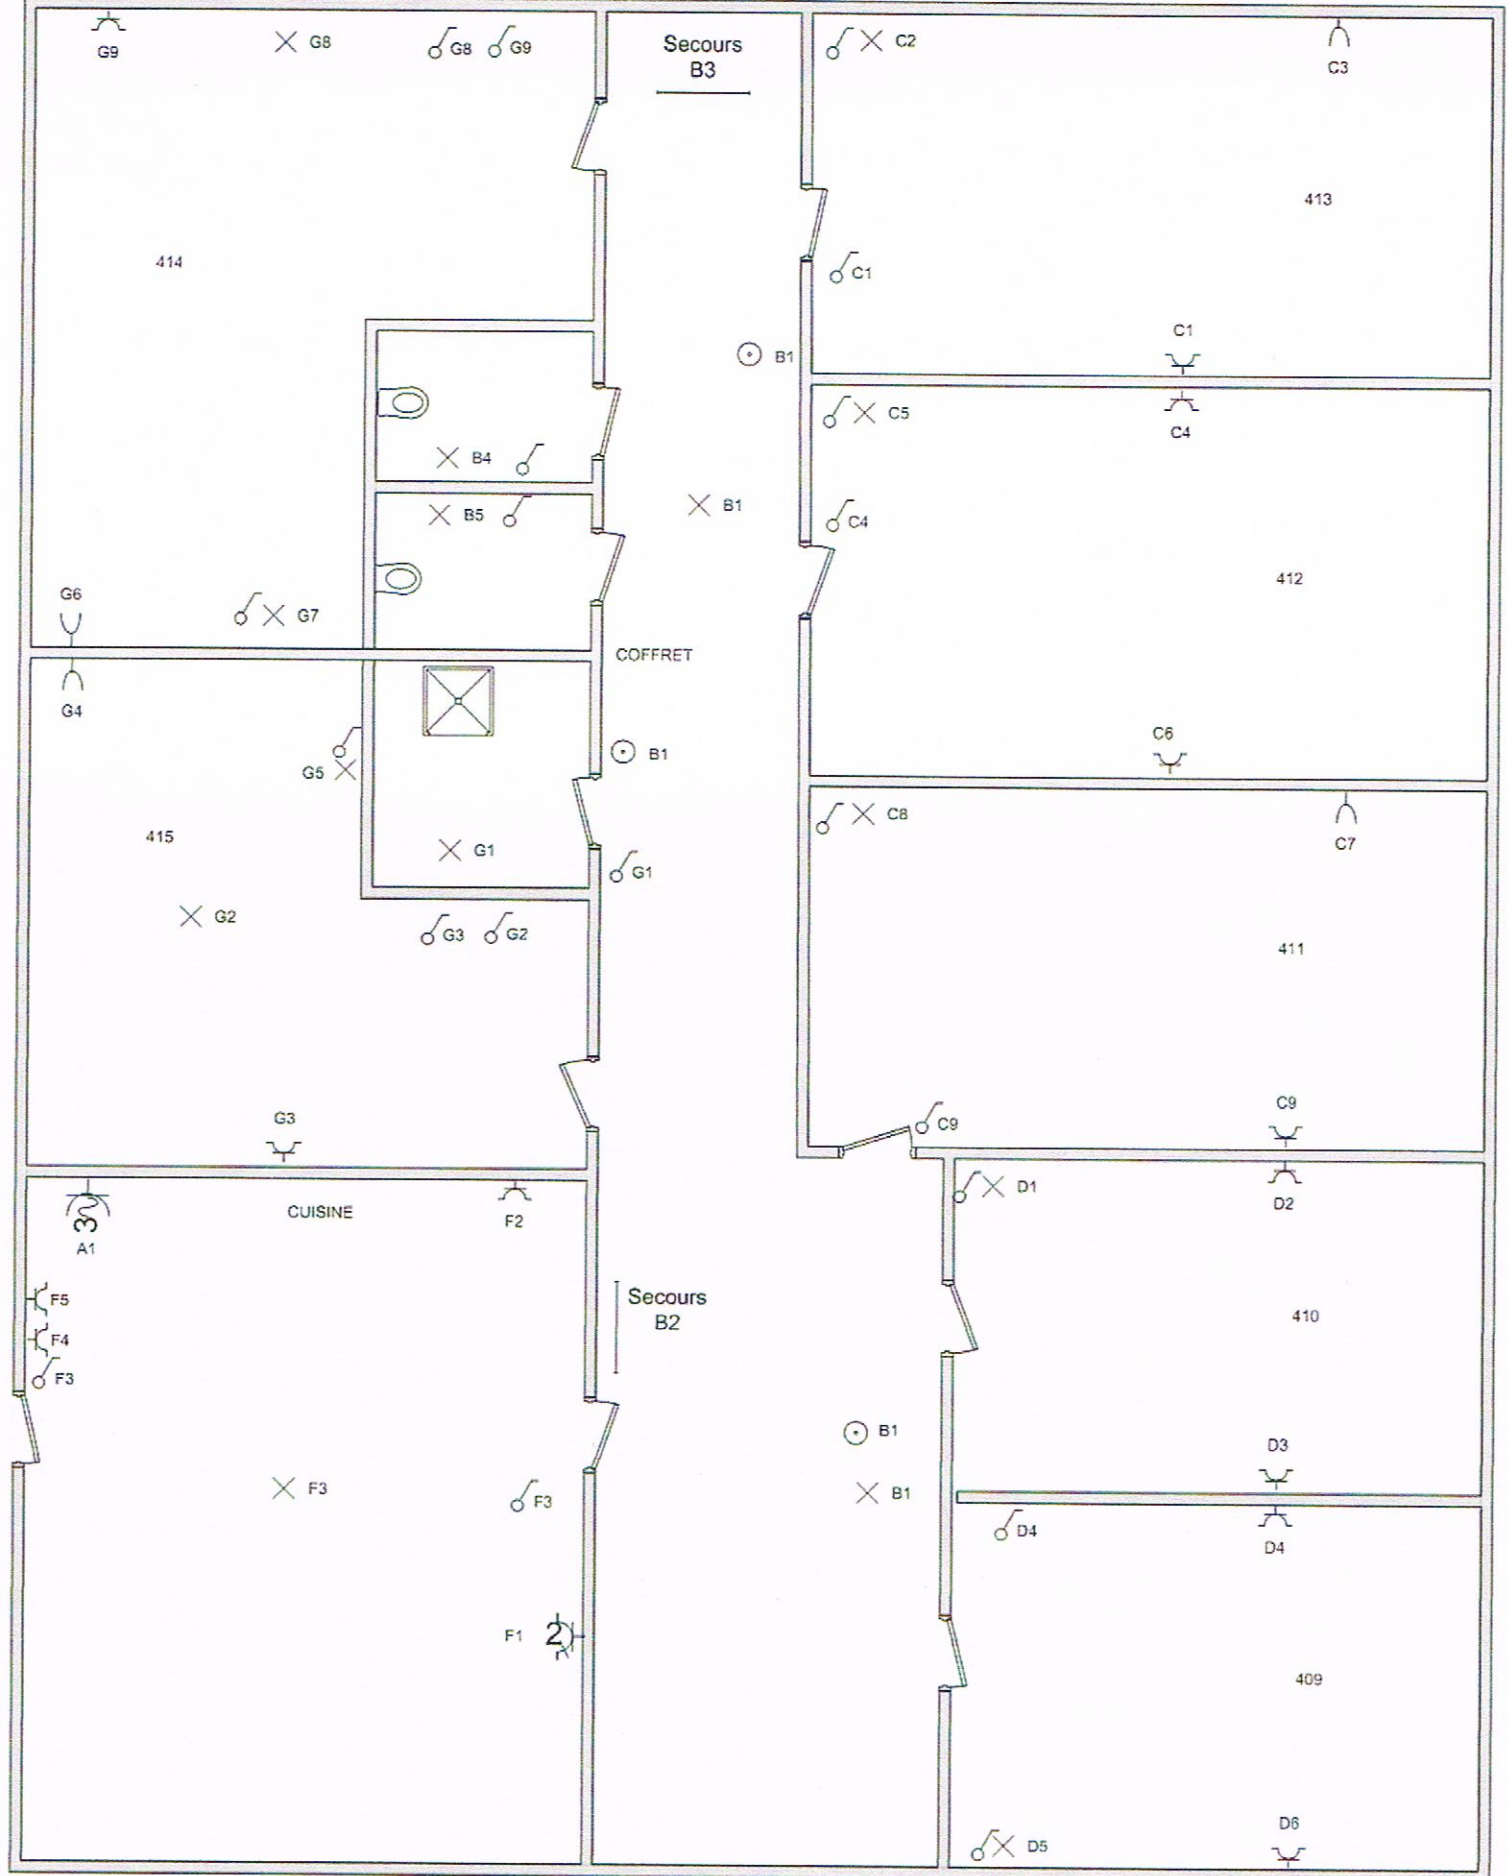 G9
G8
G8
G9
Secours
B3
C2
C3
413
414
C1
B1
C1
C5
C4
B4
B5
B1
C4
412
G6
G7
COFFRET
G4
B1
C6
G5
415
C8
C7
G1
G1
G2
G3
G2
411
G3
C9
C9
D1
D2
CUISINE
F2
3
A1
F5
F4
F3
Secours
B2
410
B1
D3
F3
F3
B1
D4
D4
F1
2
409
D5
D6